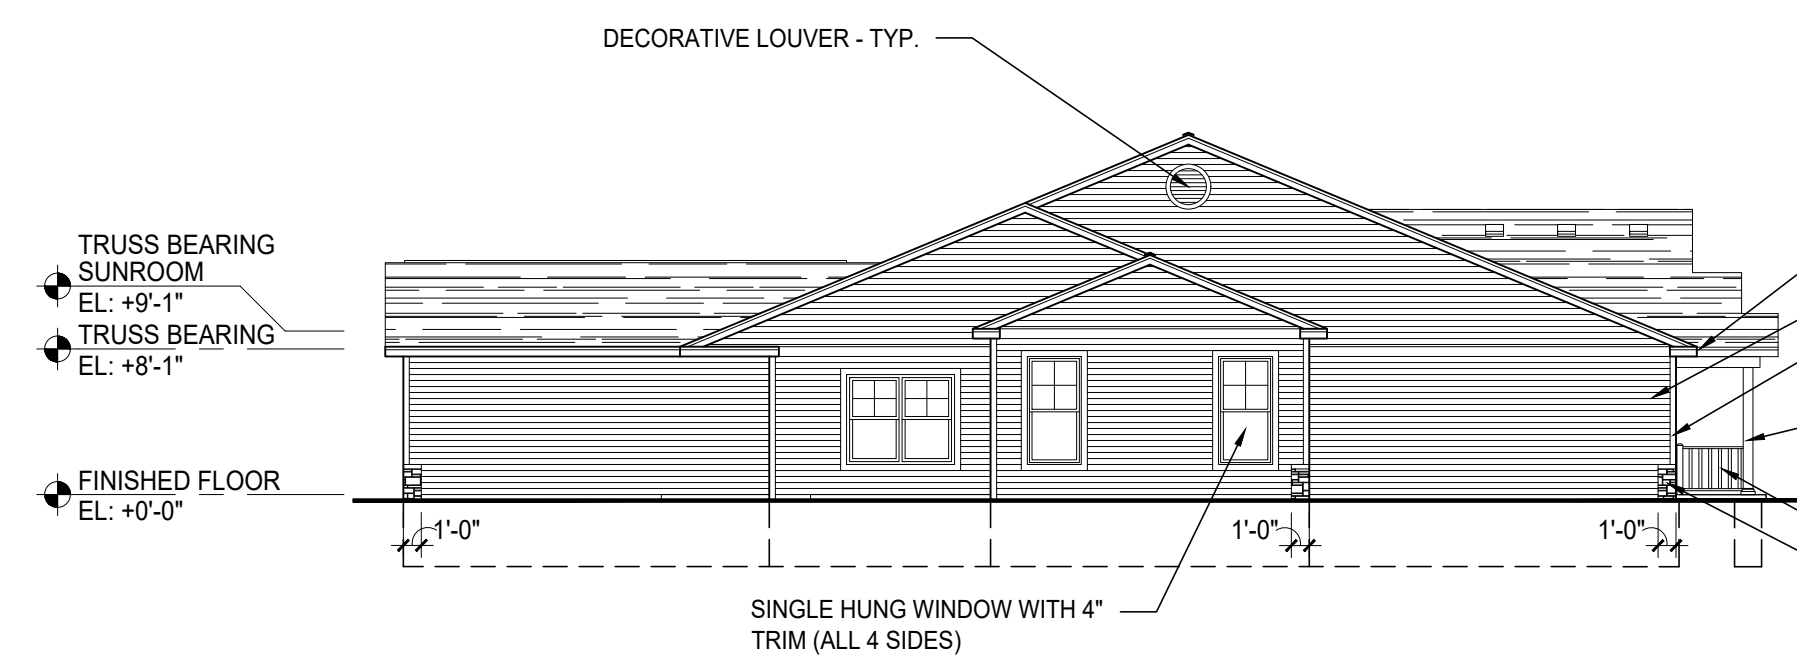 DECORATIVE LOUVER - TYP.
TRUSS BEARING
SUNROOM
EL: +9'-1"
TRUSS BEARING
EL: +8'-1"
FINISHED FLOOR
EL: +0'-0"
1'-0"
1'-0"
1'-0"
SINGLE HUNG WINDOW WITH 4"
TRIM (ALL 4 SIDES)